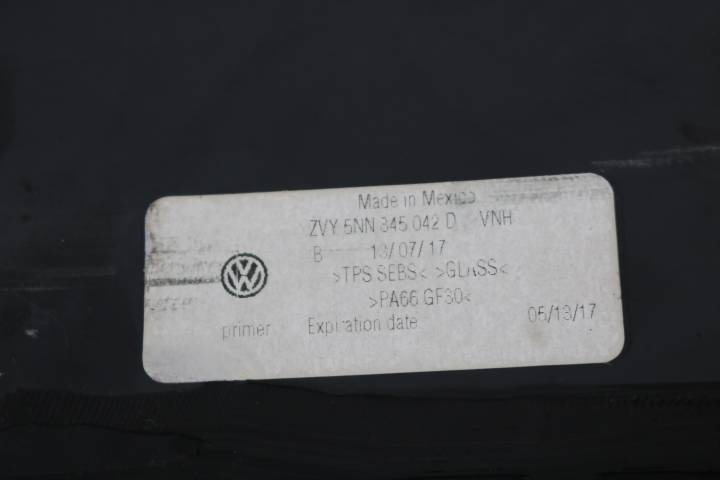 Made in Mexico
ZVY 5NN 845 042 D VNH
B 13/07/17
>TPS SEBS< >GLASS<
>PA66 GF30<
primer Expiration date 05/13/17